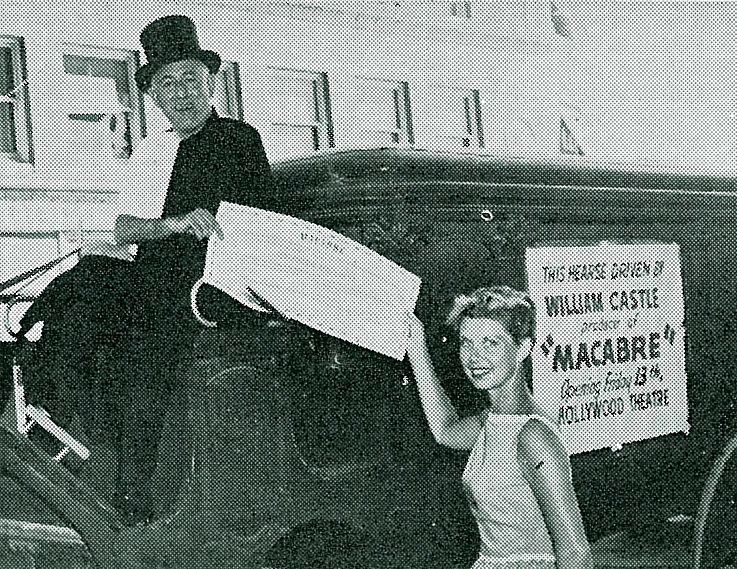 THIS HEARSE DRIVEN BY
WILLIAM CASTLE
producer of
"MACABRE"
Opening Friday 13th,
HOLLYWOOD THEATRE